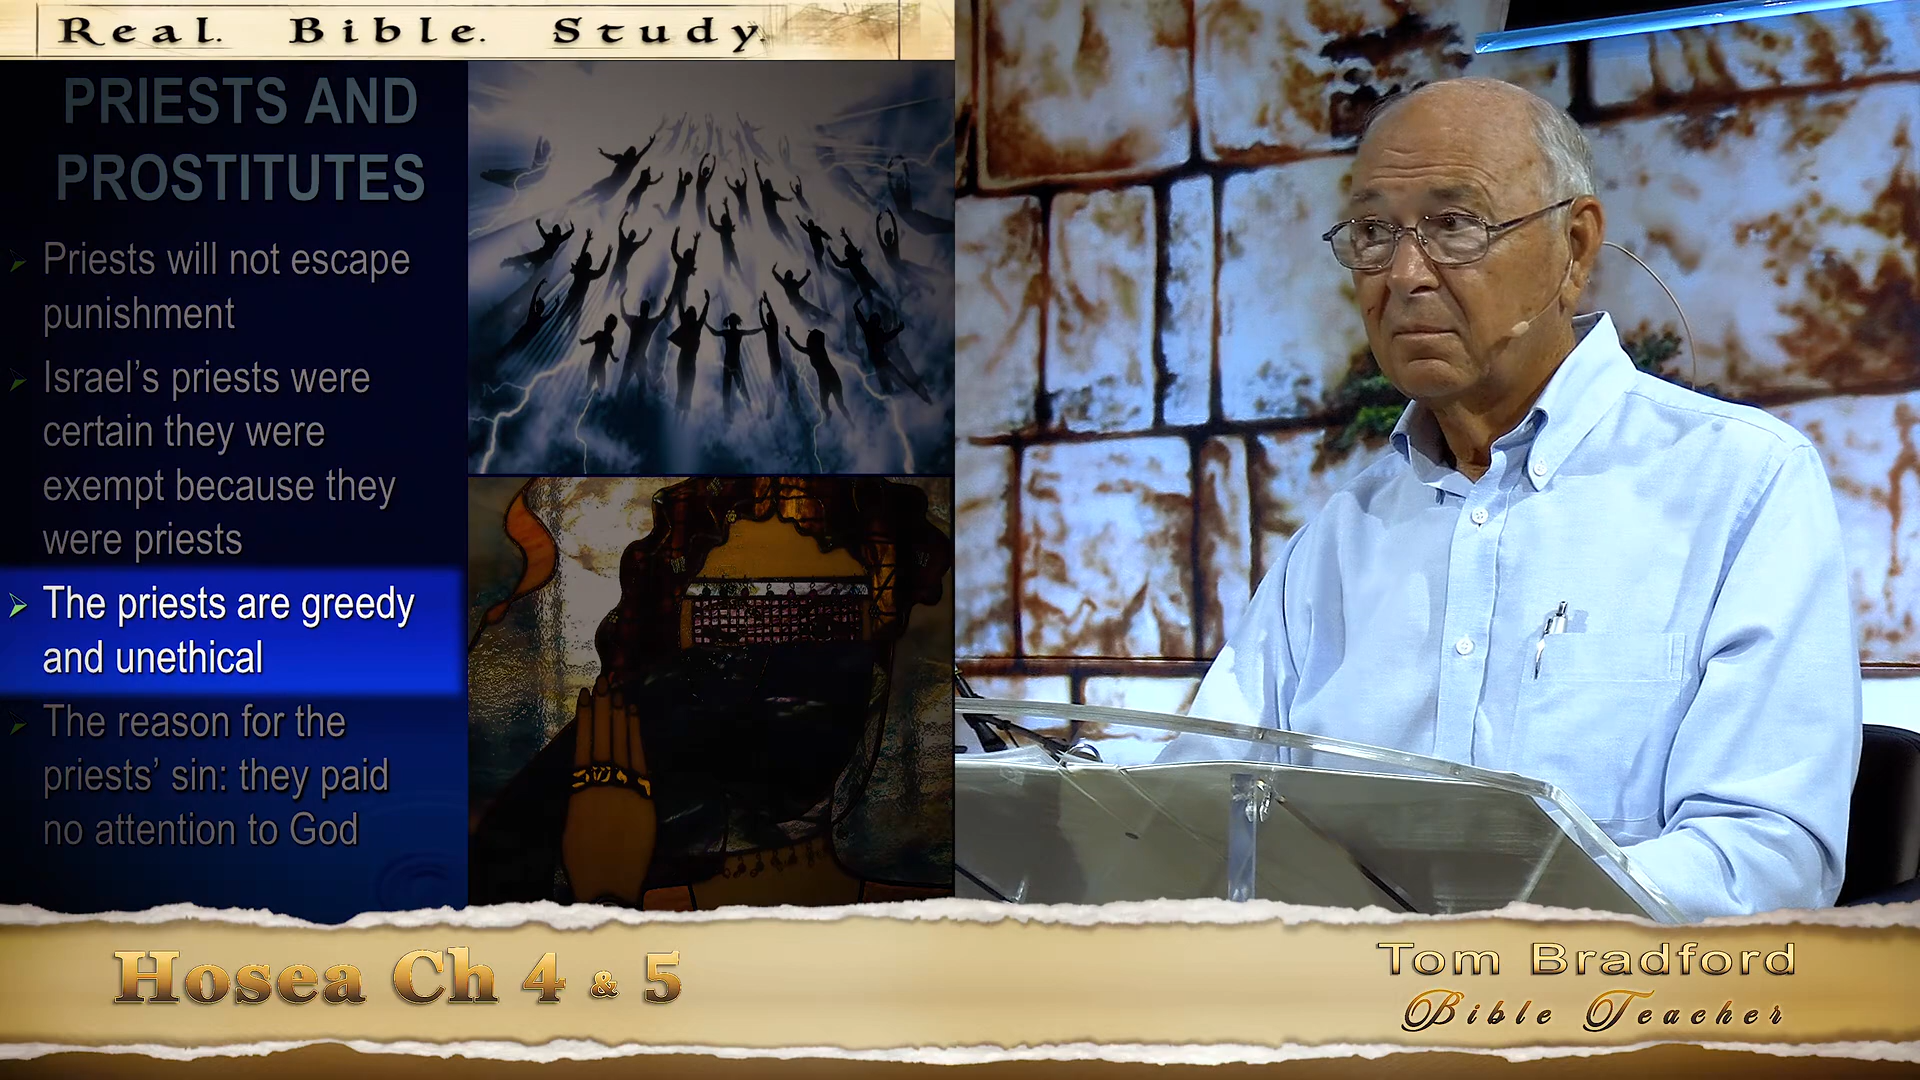 Real. Bible. Study.
PRIESTS AND
PROSTITUTES
Priests will not escape
punishment
Israel’s priests were
certain they were
exempt because they
were priests
The priests are greedy
and unethical
The reason for the
priests’ sin: they paid
no attention to God
Hosea Ch 4 & 5
Tom Bradford
Bible Teacher